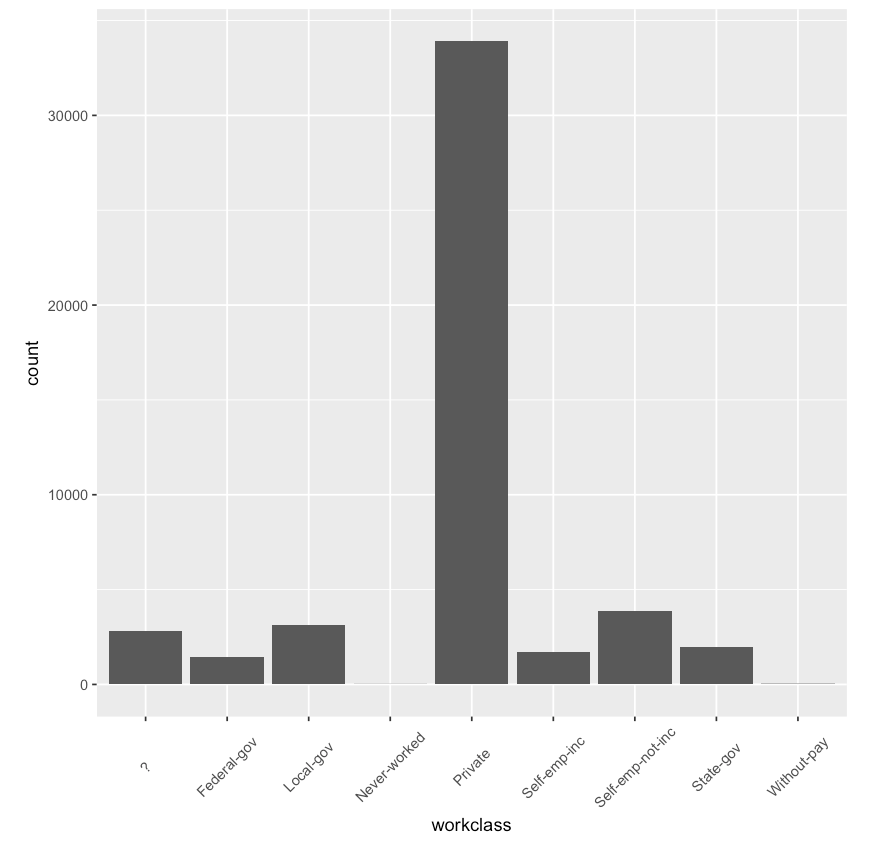 30000
20000
10000
0
count
?
Federal-gov
Local-gov
Never-worked
Private
Self-emp-inc
Self-emp-not-inc
State-gov
Without-pay
workclass